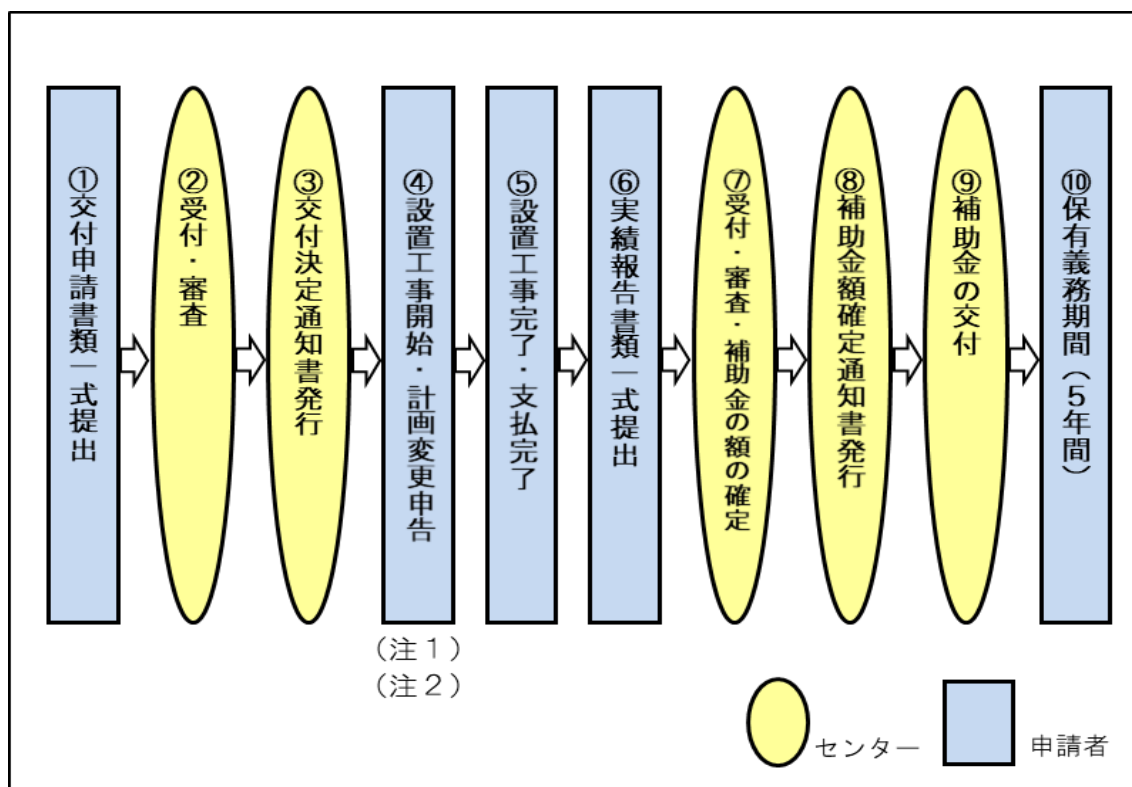 ①交付申請書類一式提出
②受付・審査
③交付決定通知書発行
④設置工事開始・計画変更申告
⑤設置工事完了・支払完了
⑥実績報告書類一式提出
⑦受付・審査・補助金の額の確定
⑧補助金額確定通知書発行
⑨補助金の交付
⑩保有義務期間（５年間）
（注１）
（注２）
センター
申請者